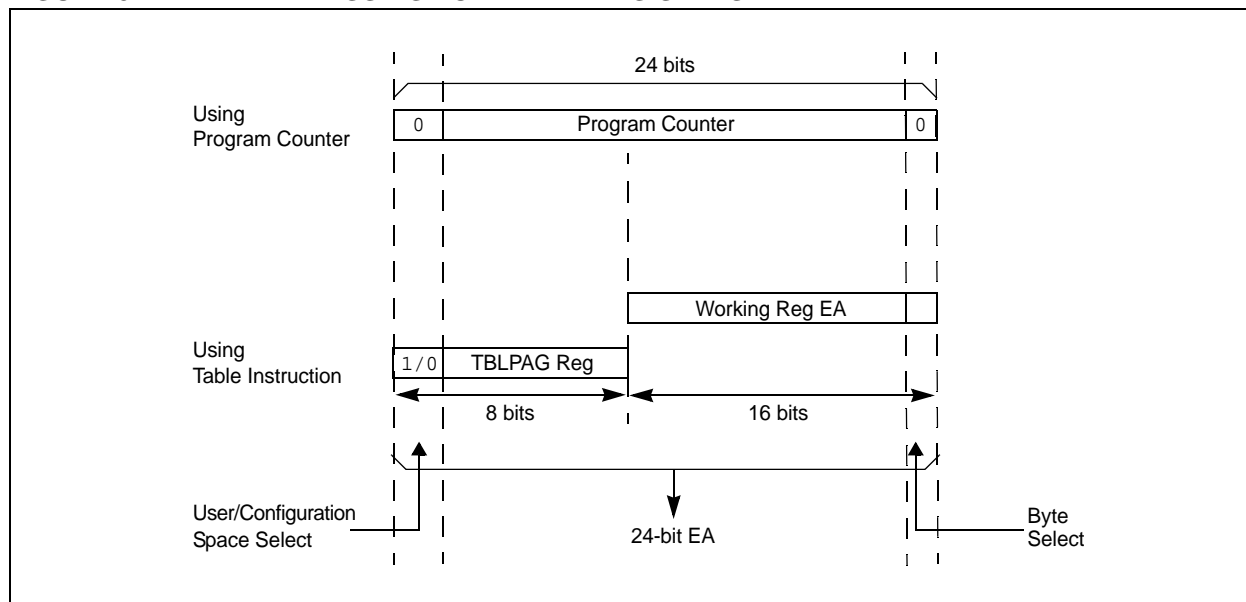 24 bits
Using
Program Counter
0
Program Counter
0
Working Reg EA
Using
Table Instruction
1/0
TBLPAG Reg
8 bits
16 bits
User/Configuration
Space Select
24-bit EA
Byte
Select